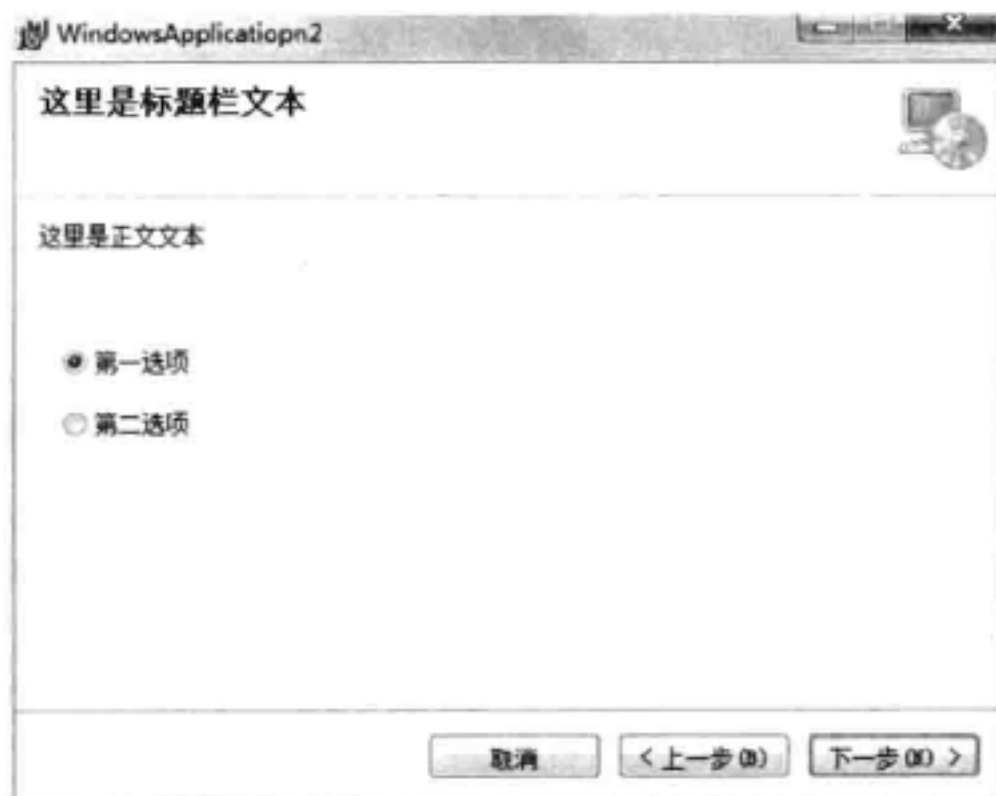 WindowsApplicatiopn2
这里是标题栏文本
这里是正文文本
第一选项
第二选项
取消
<上一步(B)
下一步(N) >